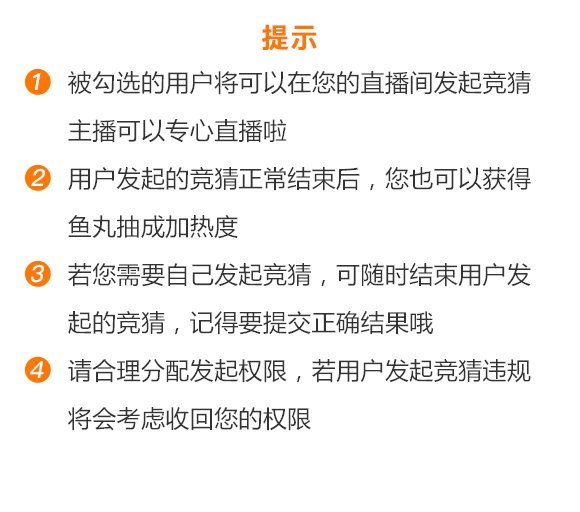 提示
1 被勾选的用户将可以在您的直播间发起竞猜
主播可以专心直播啦
2 用户发起的竞猜正常结束后，您也可以获得
鱼丸抽成加热度
3 若您需要自己发起竞猜，可随时结束用户发
起的竞猜，记得要提交正确结果哦
4 请合理分配发起权限，若用户发起竞猜违规
将会考虑收回您的权限